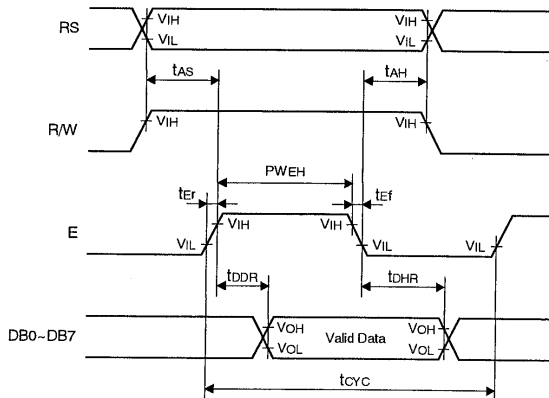 RS VIH VIH
VIL VIL
tAS tAH
R/W VIH VIH
PWEH
tEr tEf
E VIH VIH
VIL VIL VIL
tDDR tDHR
DB0~DB7 VOH Valid Data VOH
VOL VOL
tCYC